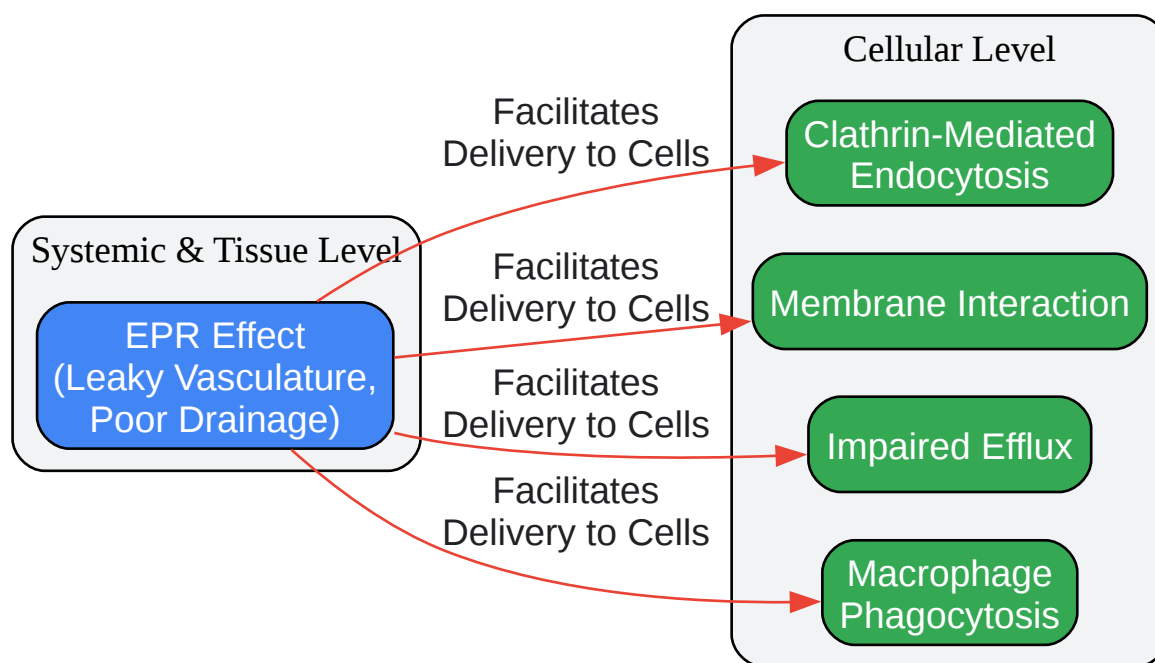 Systemic & Tissue Level
EPR Effect
(Leaky Vasculature,
Poor Drainage)
Facilitates
Delivery to Cells
Facilitates
Delivery to Cells
Facilitates
Delivery to Cells
Facilitates
Delivery to Cells
Cellular Level
Clathrin-Mediated
Endocytosis
Membrane Interaction
Impaired Efflux
Macrophage
Phagocytosis